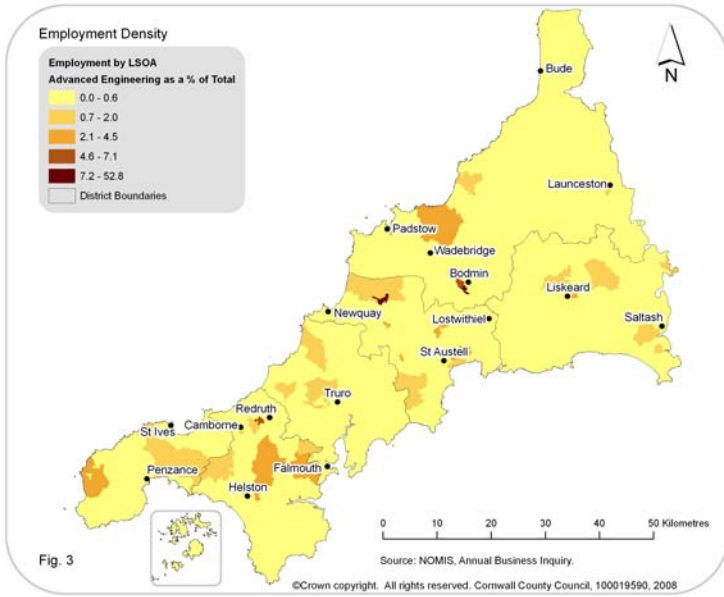 Employment Density
Employment by LSOA
Advanced Engineering as a % of Total
0.0 - 0.6
0.7 - 2.0
2.1 - 4.5
4.6 - 7.1
7.2 - 52.8
District Boundaries
N
Bude
Launceston
Padstow
Wadebridge
Bodmin
Liskeard
Newquay
Lostwithiel
Saltash
St Austell
Truro
Redruth
Camborne
St Ives
Penzance
Falmouth
Helston
0 10 20 30 40 50 Kilometres
Fig. 3
Source: NOMIS, Annual Business Inquiry.
©Crown copyright. All rights reserved. Cornwall County Council, 100019590, 2008